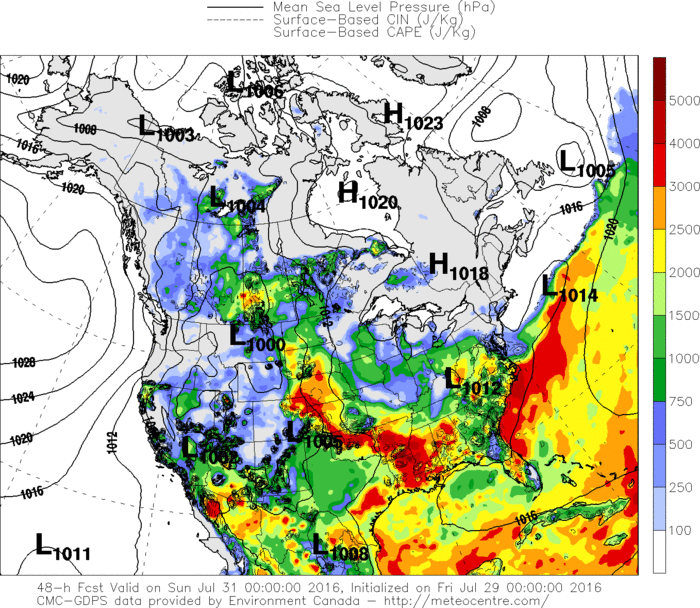 Mean Sea Level Pressure (hPa)
Surface-Based CIN (J/Kg)
Surface-Based CAPE (J/Kg)
1020
L1006
H1023
1008
L1003
1008
1016
L1005
5000
1020
H1020
L1004
1016
4000
1020
3000
H1018
2500
L1014
2000
1012
L1000
1500
1028
1000
L1012
1024
750
1020
1012
L1005
500
250
1016
1016
100
L1011
L1008
48-h Fcst Valid on Sun Jul 31 00:00:00 2016, Initialized on Fri Jul 29 00:00:00 2016
CMC-GDPS data provided by Environment Canada - http://meteocentre.com/